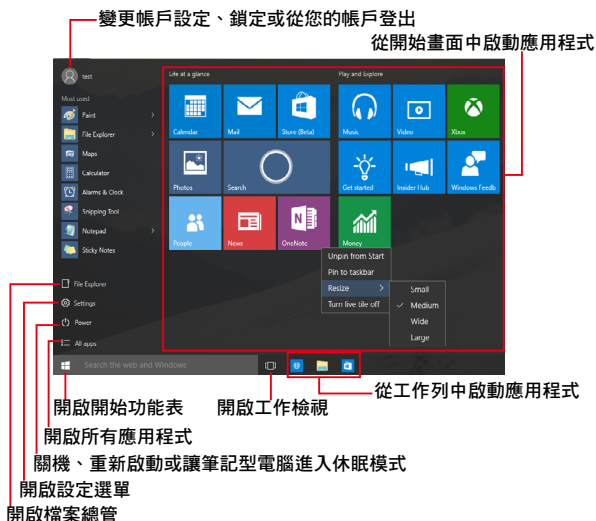 變更帳戶設定、鎖定或從您的帳戶登出
從開始畫面中啟動應用程式
test
Most used
Paint
File Explorer
Maps
Calculator
Alarms & Clock
Snipping Tool
Notepad
Sticky Notes
File Explorer
Settings
Power
All apps
Search the web and Windows
Life at a glance
Play and Explore
Calendar
Mail
Store (Beta)
Music
Video
Xbox
Photos
Search
Get started
Insider Hub
Windows Feedb
People
News
OneNote
Money
Unpin from Start
Pin to taskbar
Resize
Turn live tile off
Small
Medium
Wide
Large
從工作列中啟動應用程式
開啟開始功能表
開啟工作檢視
開啟所有應用程式
關機、重新啟動或讓筆記型電腦進入休眠模式
開啟設定選單
開啟檔案總管